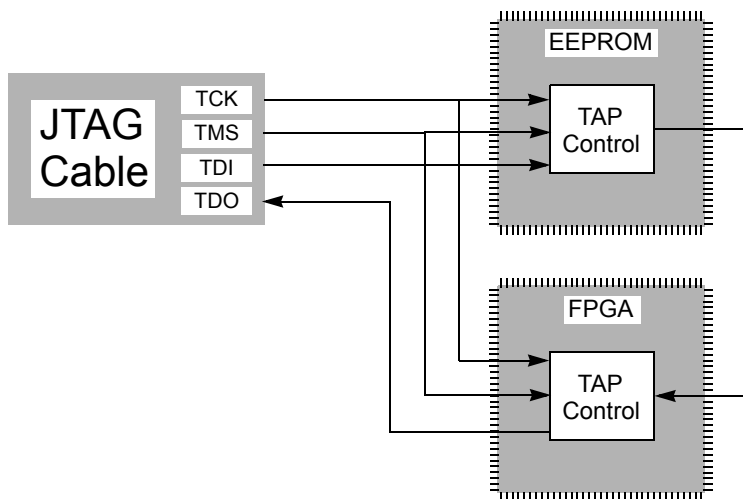 EEPROM
JTAG
Cable
TCK
TMS
TDI
TDO
TAP
Control
FPGA
TAP
Control